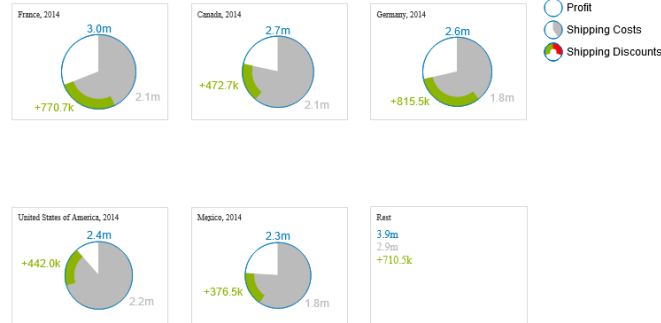 France, 2014
3.0m
+770.7k
2.1m
Canada, 2014
2.7m
+472.7k
2.1m
Germany, 2014
2.6m
+815.5k
1.8m
Profit
Shipping Costs
Shipping Discounts
United States of America, 2014
2.4m
+442.0k
2.2m
Mexico, 2014
2.3m
+376.5k
1.8m
Rest
3.9m
2.9m
+710.5k